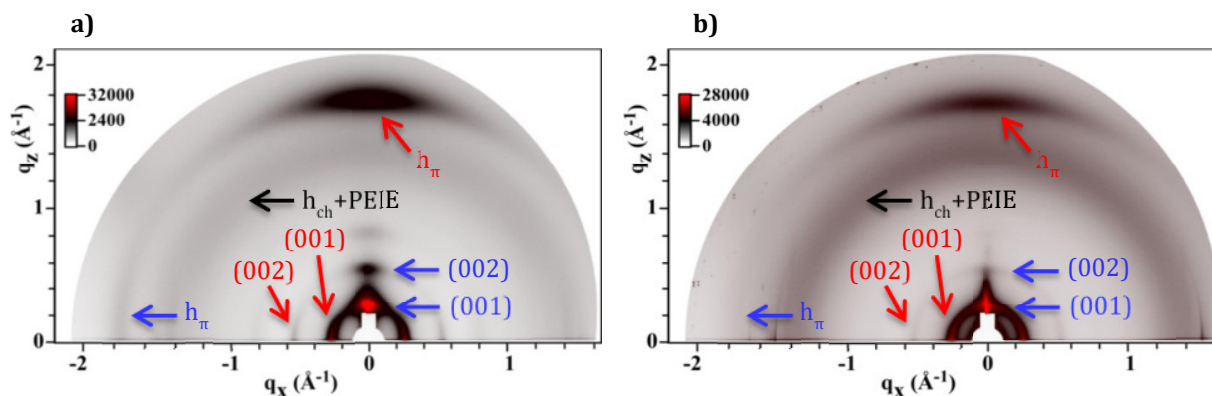 a)
2
32000
2400
0
qz (Å-1)
hπ
1
hch+PEIE
(001)
(002)
(002)
(001)
hπ
0
-2
-1
0
1
qx (Å-1)
b)
2
28000
4000
0
qz (Å-1)
hπ
1
hch+PEIE
(001)
(002)
(002)
(001)
hπ
0
-2
-1
0
1
qx (Å-1)